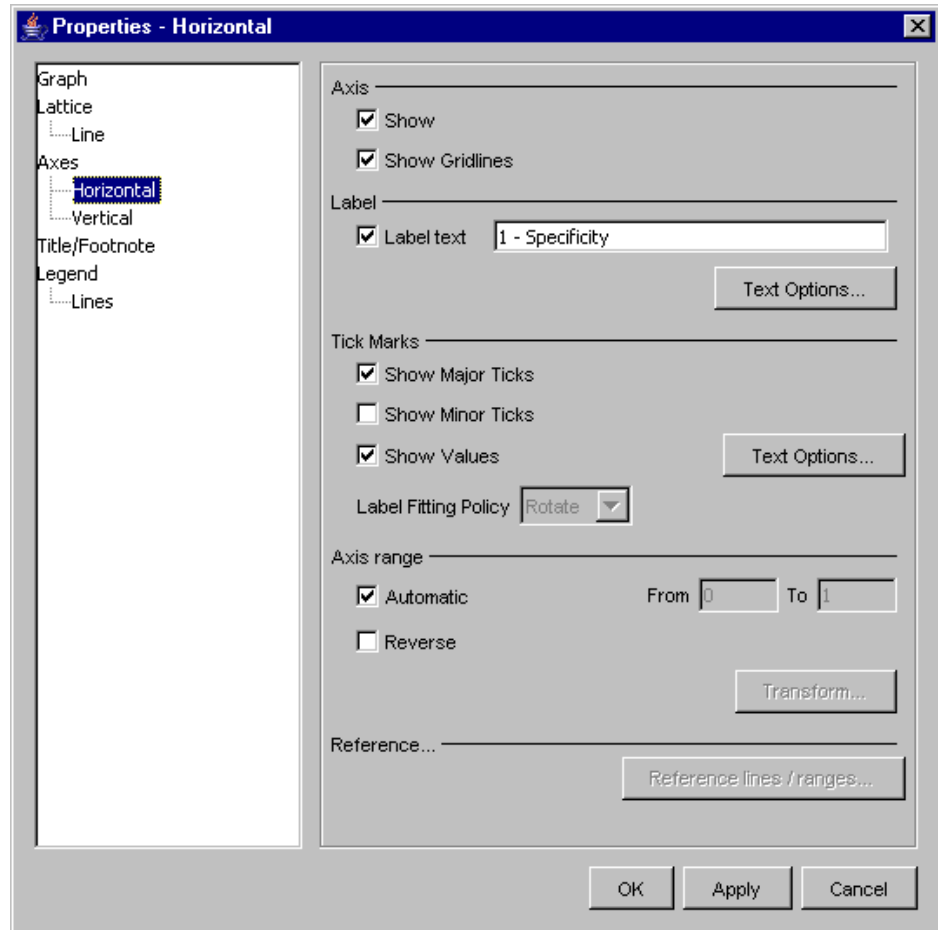 Properties - Horizontal
Graph
Lattice
Line
Axes
Horizontal
Vertical
Title/Footnote
Legend
Lines
Axis
Show
Show Gridlines
Label
Label text 1 - Specificity
Text Options...
Tick Marks
Show Major Ticks
Show Minor Ticks
Show Values Text Options...
Label Fitting Policy Rotate
Axis range
Automatic From 0 To 1
Reverse
Transform...
Reference...
Reference lines / ranges...
OK Apply Cancel